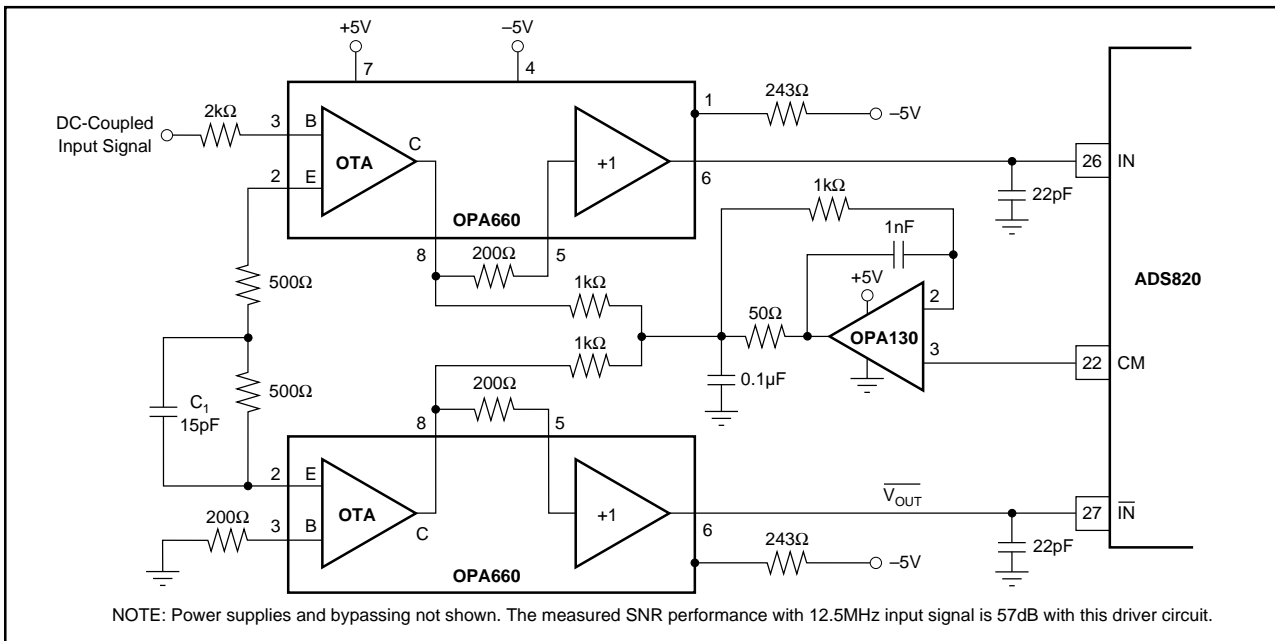 +5V
–5V
7
4
DC-Coupled
Input Signal
2kΩ
3
B
OTA
C
2
E
+1
1
243Ω
–5V
6
OPA660
26
IN
22pF
8
200Ω
5
1kΩ
1nF
ADS820
500Ω
1kΩ
+5V
2
50Ω
OPA130
3
22
CM
1kΩ
0.1µF
500Ω
C1
15pF
200Ω
8
5
2
E
OTA
+1
VOUT
27
IN
200Ω
3
B
C
6
243Ω
–5V
22pF
OPA660
NOTE: Power supplies and bypassing not shown. The measured SNR performance with 12.5MHz input signal is 57dB with this driver circuit.